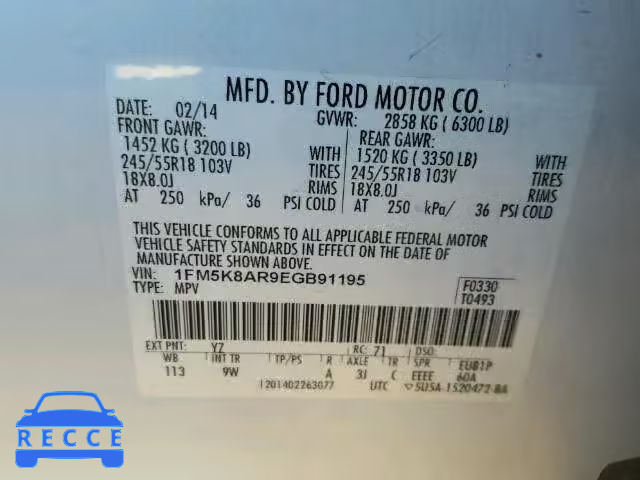 MFD. BY FORD MOTOR CO.
DATE: 02/14 GVWR: 2858 KG ( 6300 LB)
FRONT GAWR: REAR GAWR:
1452 KG ( 3200 LB) WITH 1520 KG ( 3350 LB) WITH
245/55R18 103V TIRES 245/55R18 103V TIRES
18X8.0J RIMS 18X8.0J RIMS
AT 250 kPa/ 36 PSI COLD AT 250 kPa/ 36 PSI COLD
THIS VEHICLE CONFORMS TO ALL APPLICABLE FEDERAL MOTOR
VEHICLE SAFETY STANDARDS IN EFFECT ON THE DATE OF
MANUFACTURE SHOWN ABOVE.
VIN: 1FM5K8AR9EGB91195 F0330
TYPE: MPV T0493
EXT PNT: YZ RC: 71 DSO:
WB INT TR TP/PS R AXLE TR SPR EUB1P
113 9W A 3J C EEEE 60A
1201402263077 UTC 5U5A-1520472-BA
RECCE